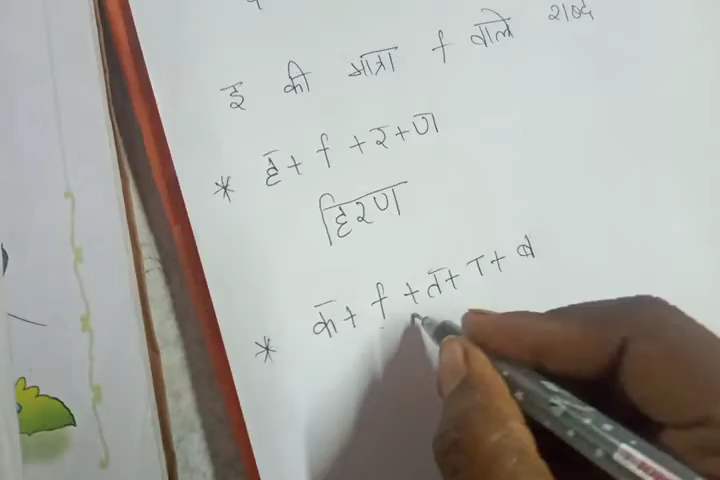 इ की मात्रा ि वाले शब्द
* ह + ि + र + ण
हिरण
* क + ि + त + ा + ब